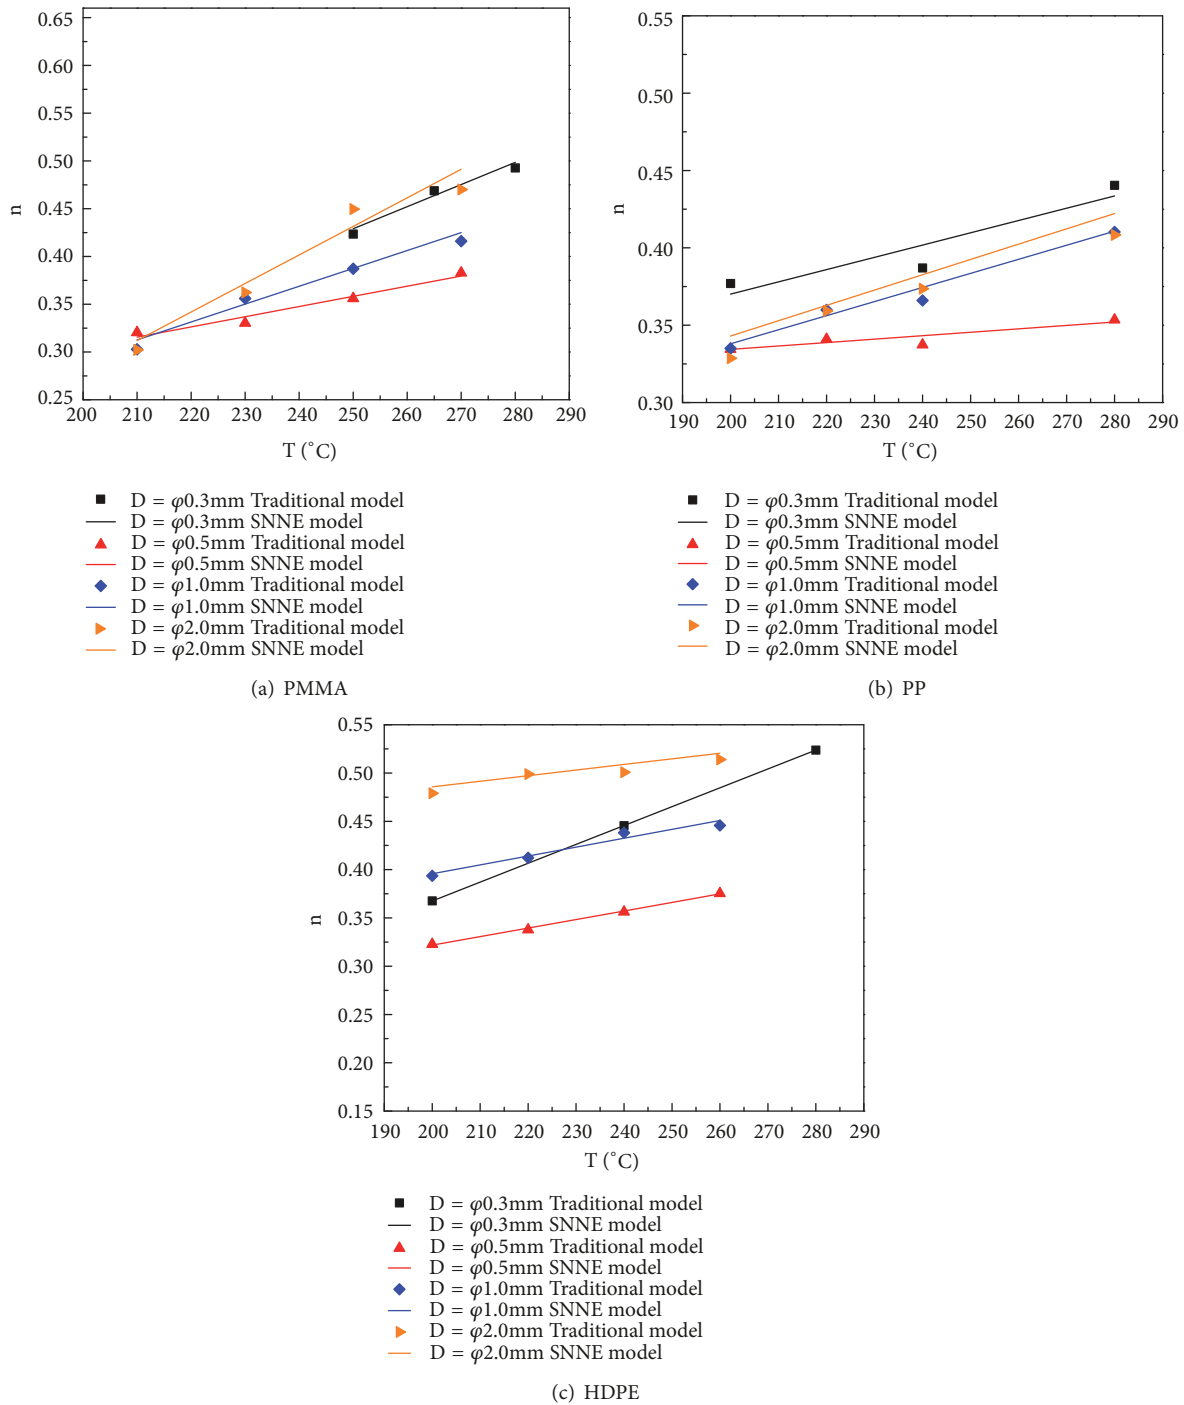 0.65
0.60
0.55
0.50
0.45
0.40
0.35
0.30
0.25
n
200 210 220 230 240 250 260 270 280 290
T (°C)
D = φ0.3mm Traditional model
D = φ0.3mm SNNE model
D = φ0.5mm Traditional model
D = φ0.5mm SNNE model
D = φ1.0mm Traditional model
D = φ1.0mm SNNE model
D = φ2.0mm Traditional model
D = φ2.0mm SNNE model
(a) PMMA
0.55
0.50
0.45
0.40
0.35
0.30
n
190 200 210 220 230 240 250 260 270 280 290
T (°C)
D = φ0.3mm Traditional model
D = φ0.3mm SNNE model
D = φ0.5mm Traditional model
D = φ0.5mm SNNE model
D = φ1.0mm Traditional model
D = φ1.0mm SNNE model
D = φ2.0mm Traditional model
D = φ2.0mm SNNE model
(b) PP
0.55
0.50
0.45
0.40
0.35
0.30
0.25
0.20
0.15
n
190 200 210 220 230 240 250 260 270 280 290
T (°C)
D = φ0.3mm Traditional model
D = φ0.3mm SNNE model
D = φ0.5mm Traditional model
D = φ0.5mm SNNE model
D = φ1.0mm Traditional model
D = φ1.0mm SNNE model
D = φ2.0mm Traditional model
D = φ2.0mm SNNE model
(c) HDPE